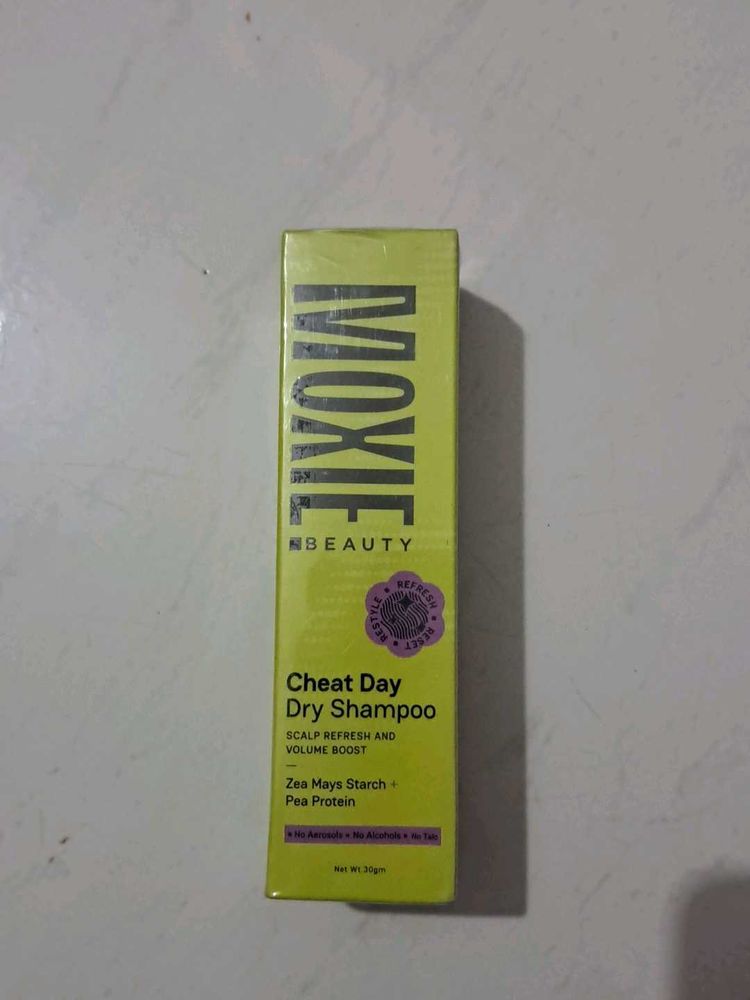 MOXIE
BEAUTY
RESTYLE • REFRESH • RESET •
Cheat Day
Dry Shampoo
SCALP REFRESH AND
VOLUME BOOST
Zea Mays Starch +
Pea Protein
• No Aerosols • No Alcohols • No Talc
Net Wt 30gm